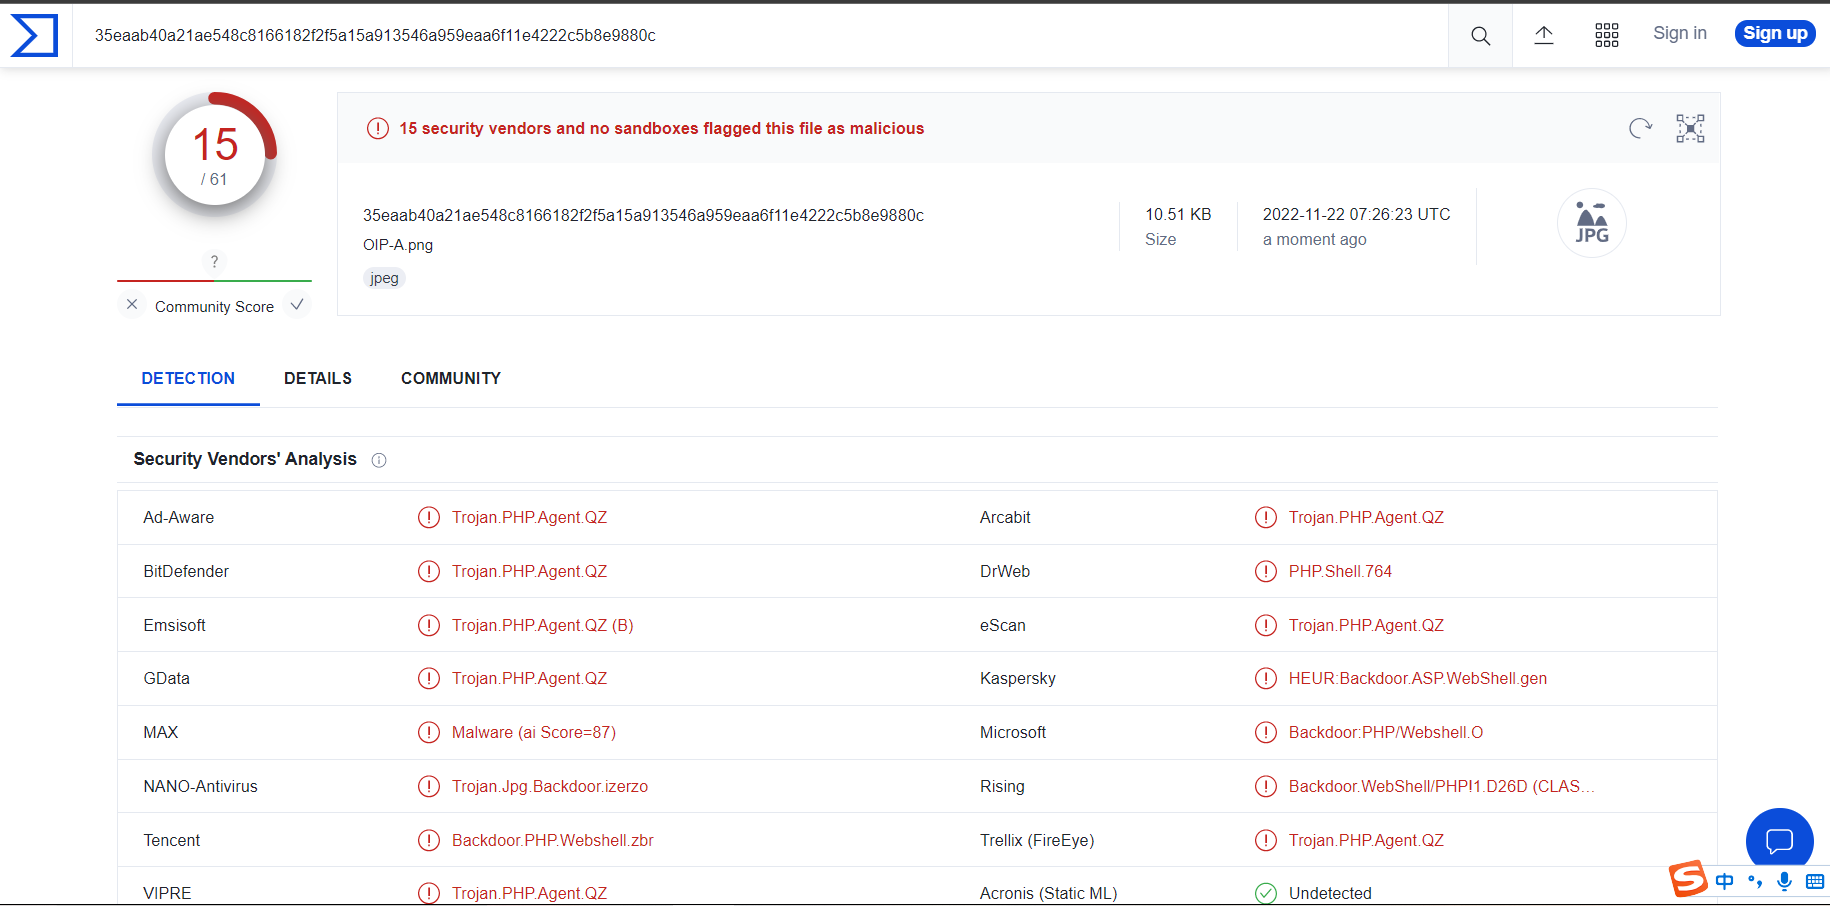 35eaab40a21ae548c8166182f2f5a15a913546a959eaa6f11e4222c5b8e9880c
Sign in
Sign up
15
/ 61
15 security vendors and no sandboxes flagged this file as malicious
35eaab40a21ae548c8166182f2f5a15a913546a959eaa6f11e4222c5b8e9880c
OIP-A.png
jpeg
10.51 KB
Size
2022-11-22 07:26:23 UTC
a moment ago
JPG
?
Community Score
DETECTION DETAILS COMMUNITY
Security Vendors' Analysis
Ad-Aware Trojan.PHP.Agent.QZ Arcabit Trojan.PHP.Agent.QZ
BitDefender Trojan.PHP.Agent.QZ DrWeb PHP.Shell.764
Emsisoft Trojan.PHP.Agent.QZ (B) eScan Trojan.PHP.Agent.QZ
GData Trojan.PHP.Agent.QZ Kaspersky HEUR:Backdoor.ASP.WebShell.gen
MAX Malware (ai Score=87) Microsoft Backdoor:PHP/Webshell.O
NANO-Antivirus Trojan.Jpg.Backdoor.izerzo Rising Backdoor.WebShell/PHP!1.D26D (CLAS...
Tencent Backdoor.PHP.Webshell.zbr Trellix (FireEye) Trojan.PHP.Agent.QZ
VIPRE Trojan.PHP.Agent.QZ Acronis (Static ML) Undetected
S 中